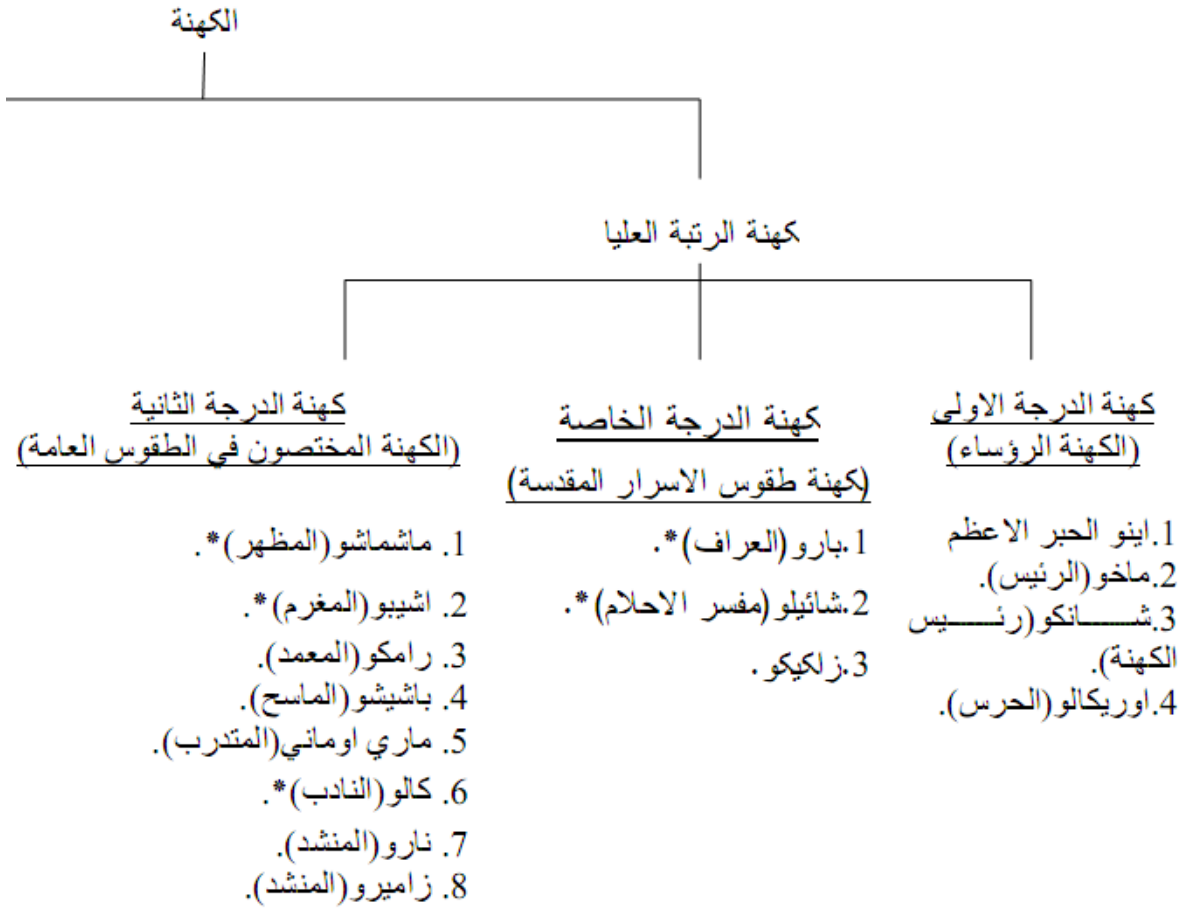 الكهنة
كهنة الرتبة العليا
كهنة الدرجة الاولى
(الكهنة الرؤساء)
1.اينو الحبر الاعظم
2.ماخو(الرئيس).
3.شـــــانكو(رئـــــيس
الكهنة).
4.اوريكالو(الحرس).
كهنة الدرجة الخاصة
(كهنة طقوس الاسرار المقدسة)
1.بارو(العراف)*.
2.شائيلو(مفسر الاحلام)*.
3.زلكيكو.
كهنة الدرجة الثانية
(الكهنة المختصون في الطقوس العامة)
1. ماشماشو(المظهر)*.
2. اشيبو(المغرم)*.
3. رامكو(المعمد).
4. باشيشو(الماسح).
5. ماري اوماني(المتدرب).
6. كالو(النادب)*.
7. نارو(المنشد).
8. زاميرو(المنشد).